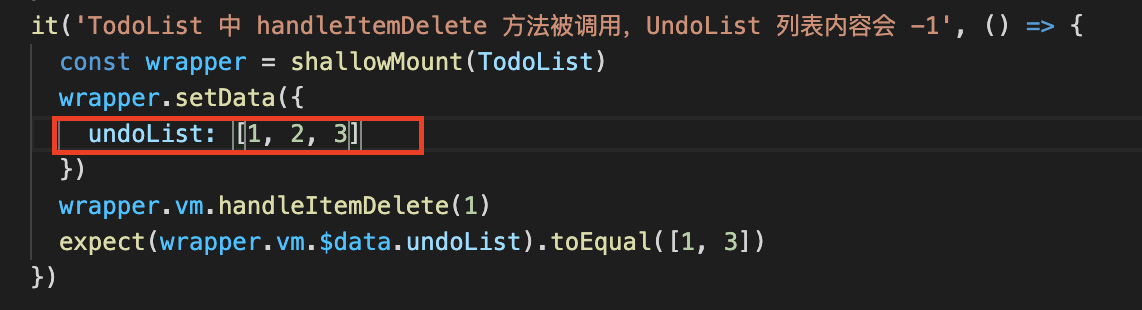 it('TodoList 中 handleItemDelete 方法被调用，UndoList 列表内容会 -1', () => {
  const wrapper = shallowMount(TodoList)
  wrapper.setData({
    undoList: [1, 2, 3]
  })
  wrapper.vm.handleItemDelete(1)
  expect(wrapper.vm.$data.undoList).toEqual([1, 3])
})